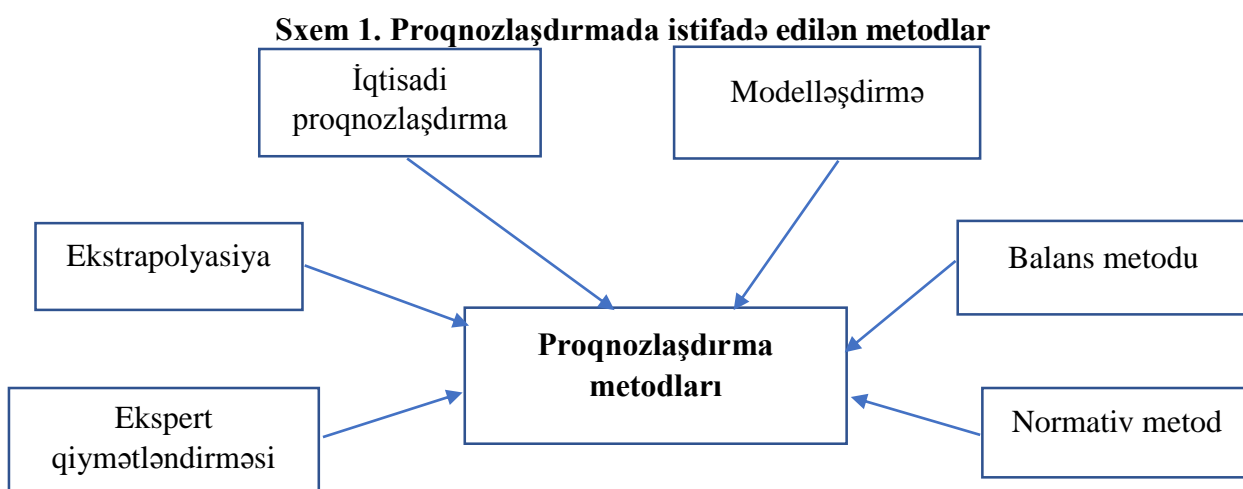 Sxem 1. Proqnozlaşdırmada istifadə edilən metodlar
İqtisadi
proqnozlaşdırma
Modelləşdirmə
Ekstrapolyasiya
Balans metodu
Proqnozlaşdırma
metodları
Ekspert
qiymətləndirməsi
Normativ metod